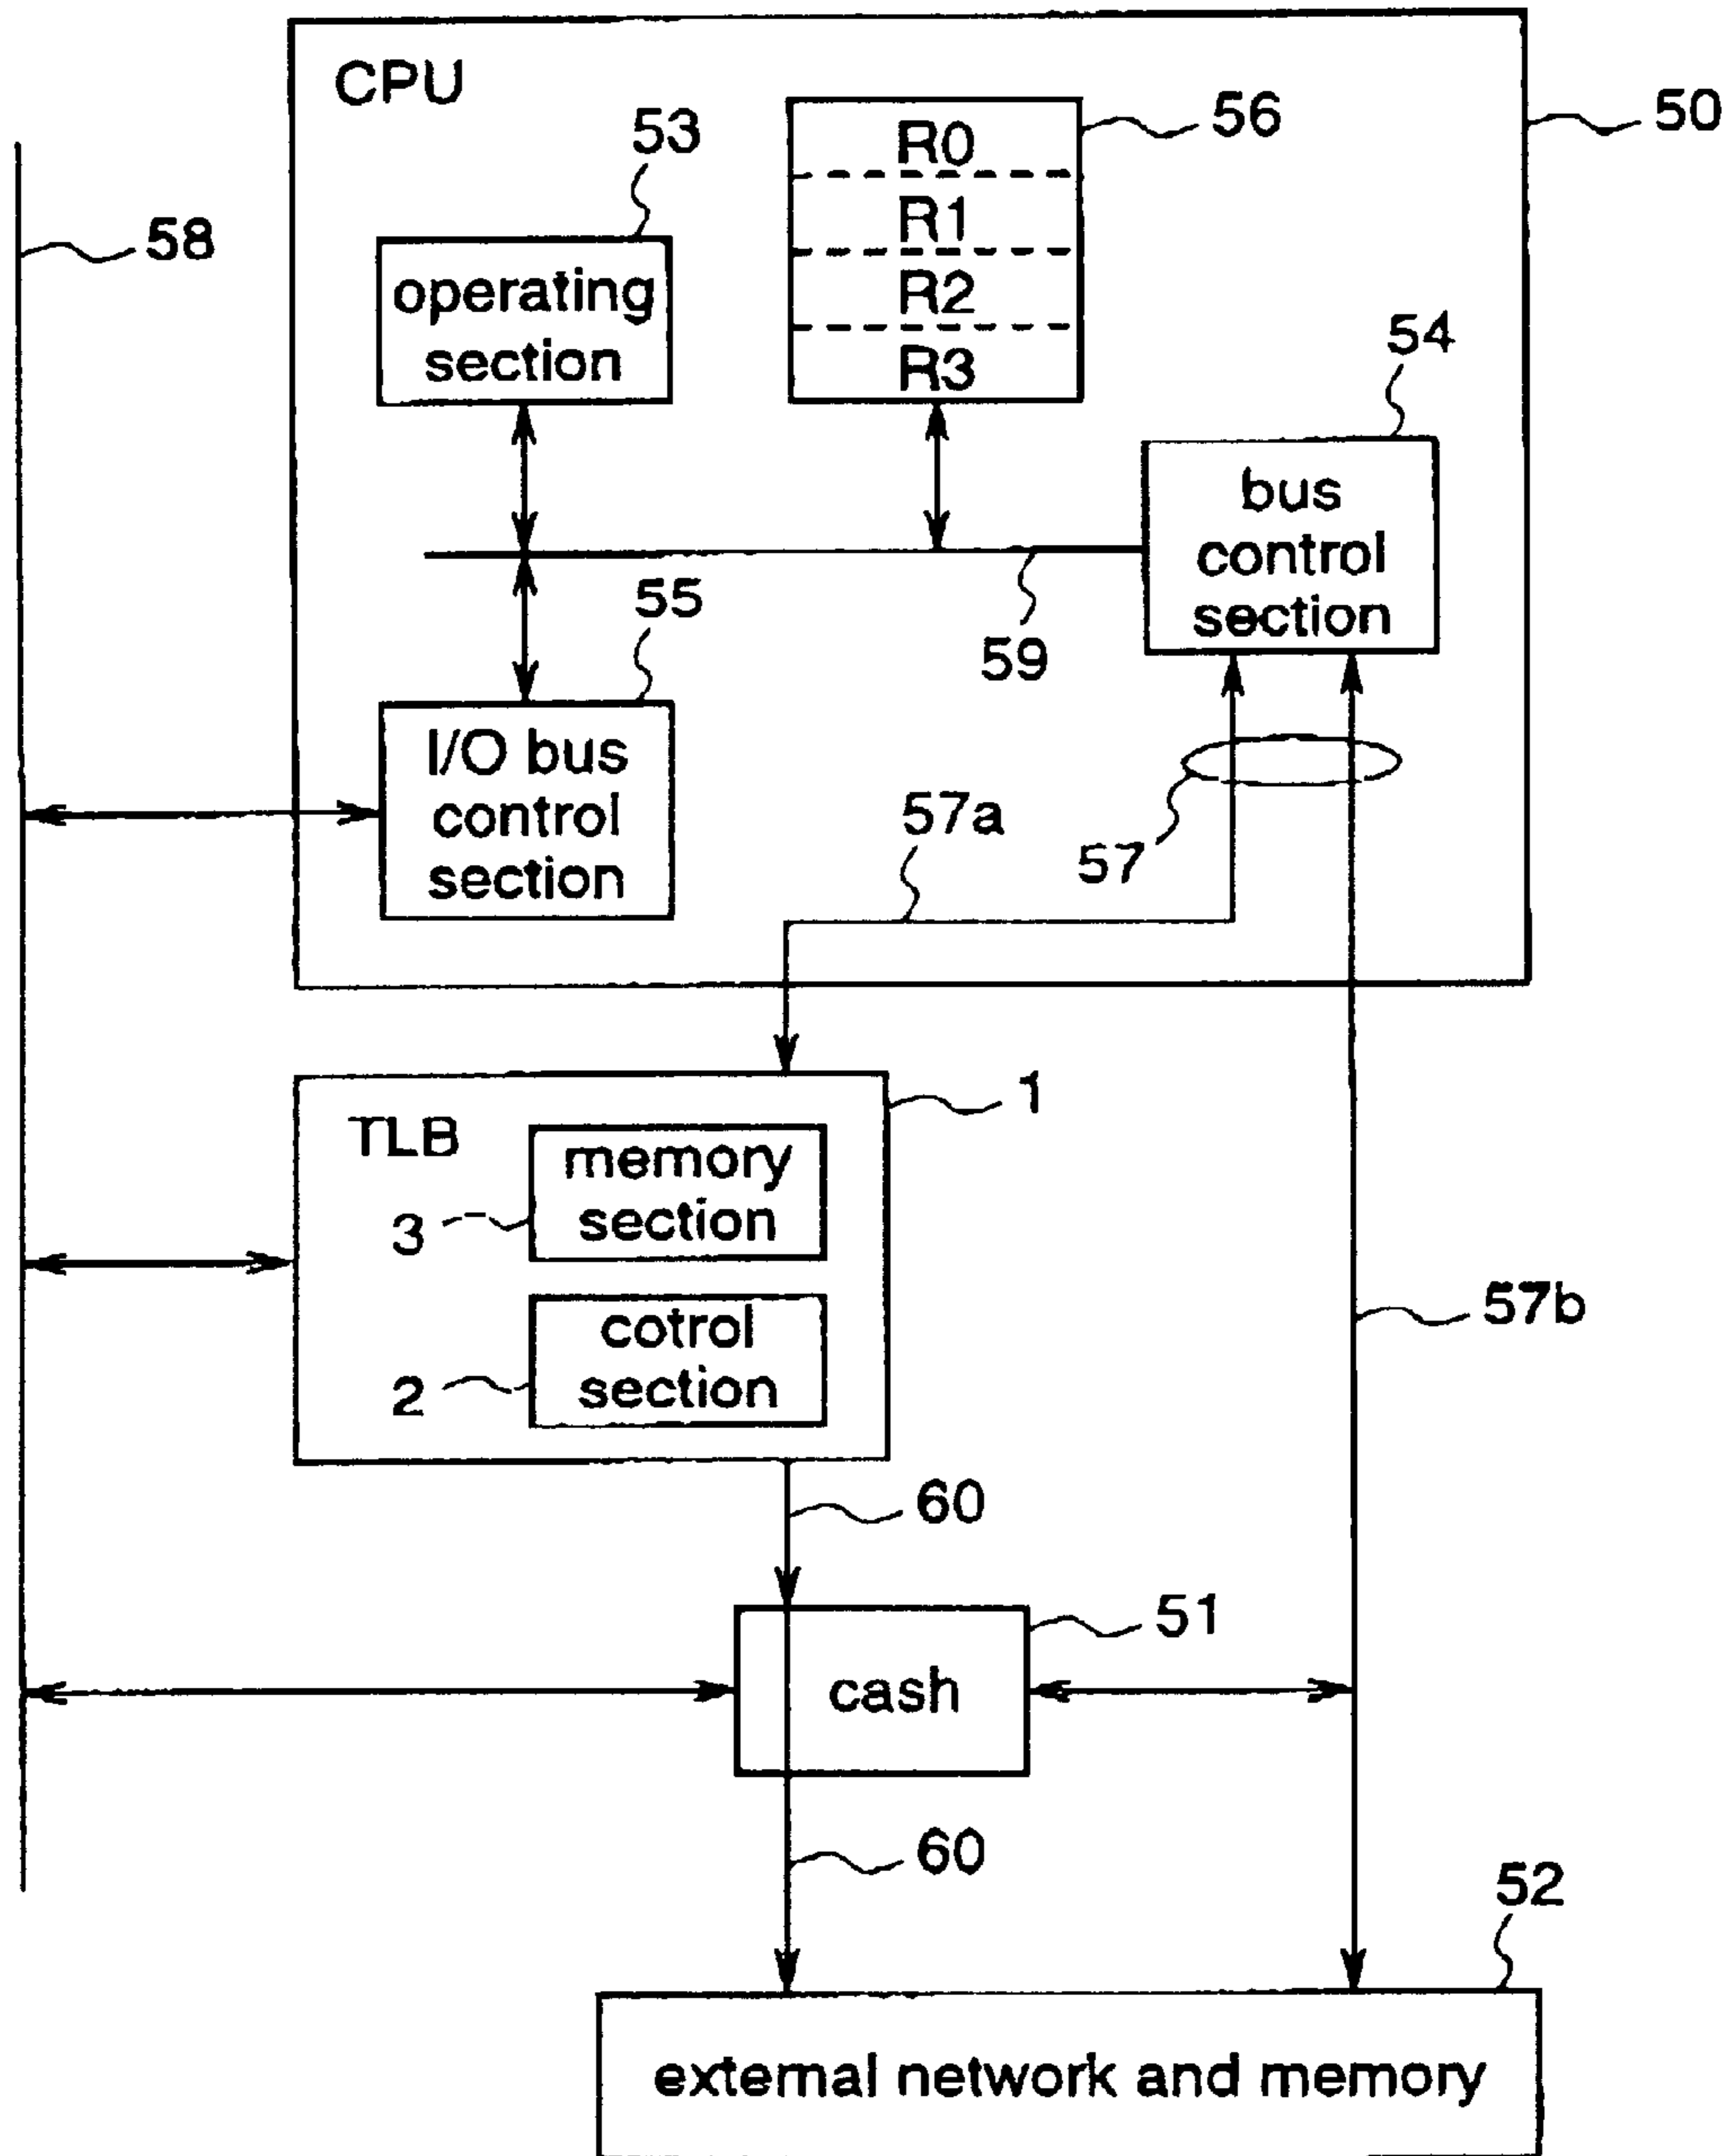 CPU
50
53
56
58
R0
R1
R2
R3
operating
section
54
bus
control
section
55
59
I/O bus
control
section
57a
57
TLB
1
memory
section
3
57b
cotrol
section
2
60
51
cash
60
52
external network and memory